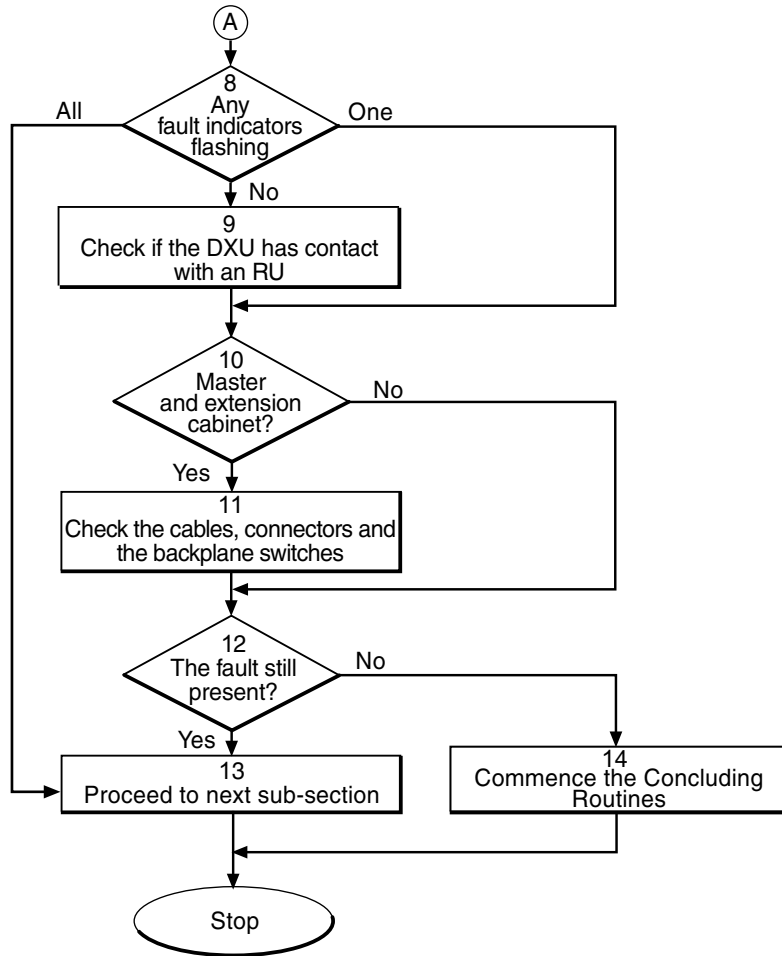 A
8
Any
fault indicators
flashing
All
One
No
9
Check if the DXU has contact
with an RU
10
Master
and extension
cabinet?
No
Yes
11
Check the cables, connectors and
the backplane switches
12
The fault still
present?
No
Yes
13
Proceed to next sub-section
14
Commence the Concluding
Routines
Stop